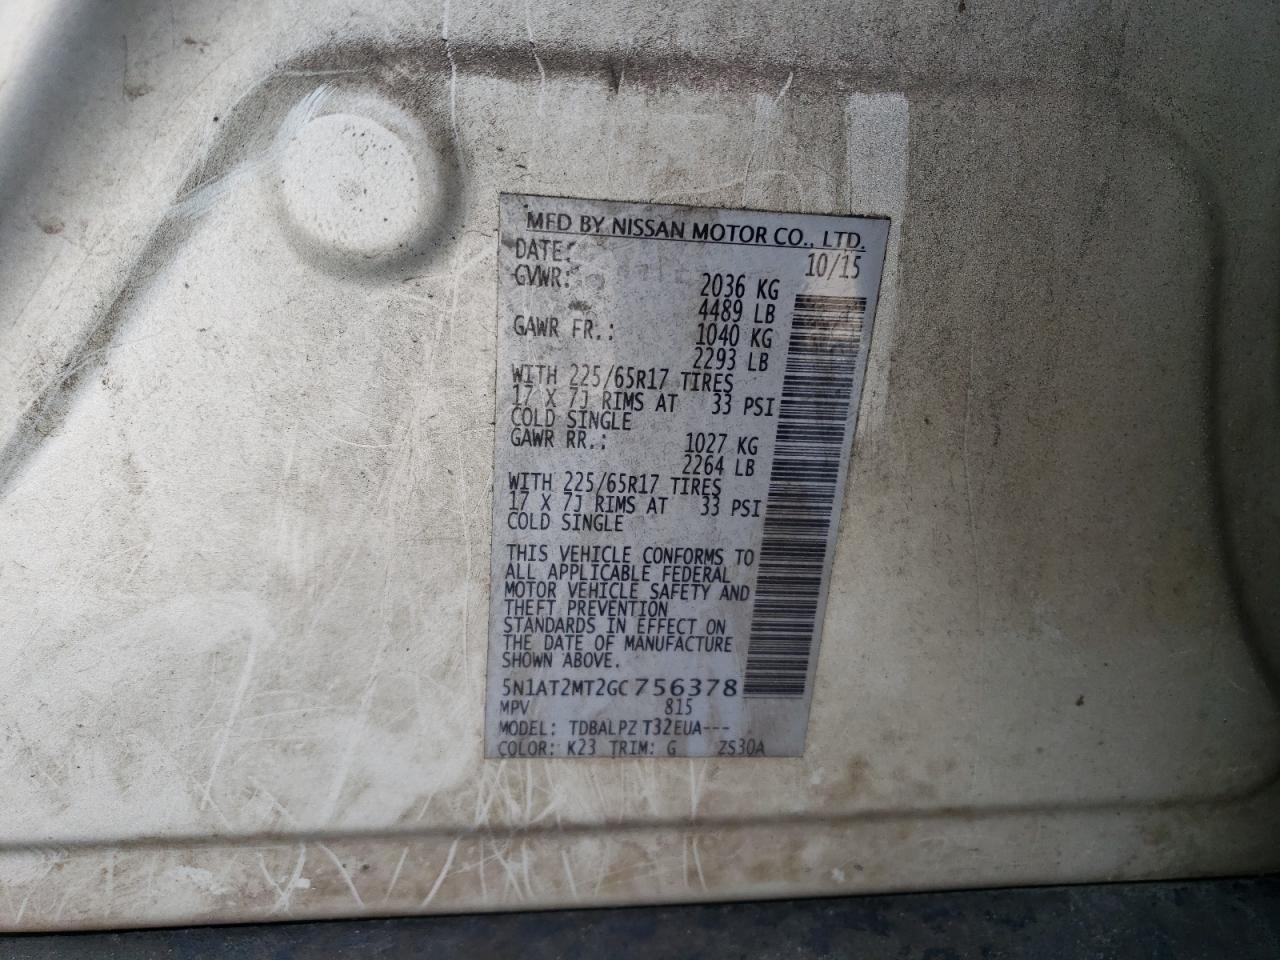 MFD BY NISSAN MOTOR CO., LTD.
DATE: 10/15
GVWR: 2036 KG
4489 LB
GAWR FR.: 1040 KG
2293 LB
WITH 225/65R17 TIRES
17 X 7J RIMS AT 33 PSI
COLD SINGLE
GAWR RR.: 1027 KG
2264 LB
WITH 225/65R17 TIRES
17 X 7J RIMS AT 33 PSI
COLD SINGLE
THIS VEHICLE CONFORMS TO
ALL APPLICABLE FEDERAL
MOTOR VEHICLE SAFETY AND
THEFT PREVENTION
STANDARDS IN EFFECT ON
THE DATE OF MANUFACTURE
SHOWN ABOVE.
5N1AT2MT2GC756378
MPV 815
MODEL: TDBALPZ T32EUA---
COLOR: K23 TRIM: G ZS30A